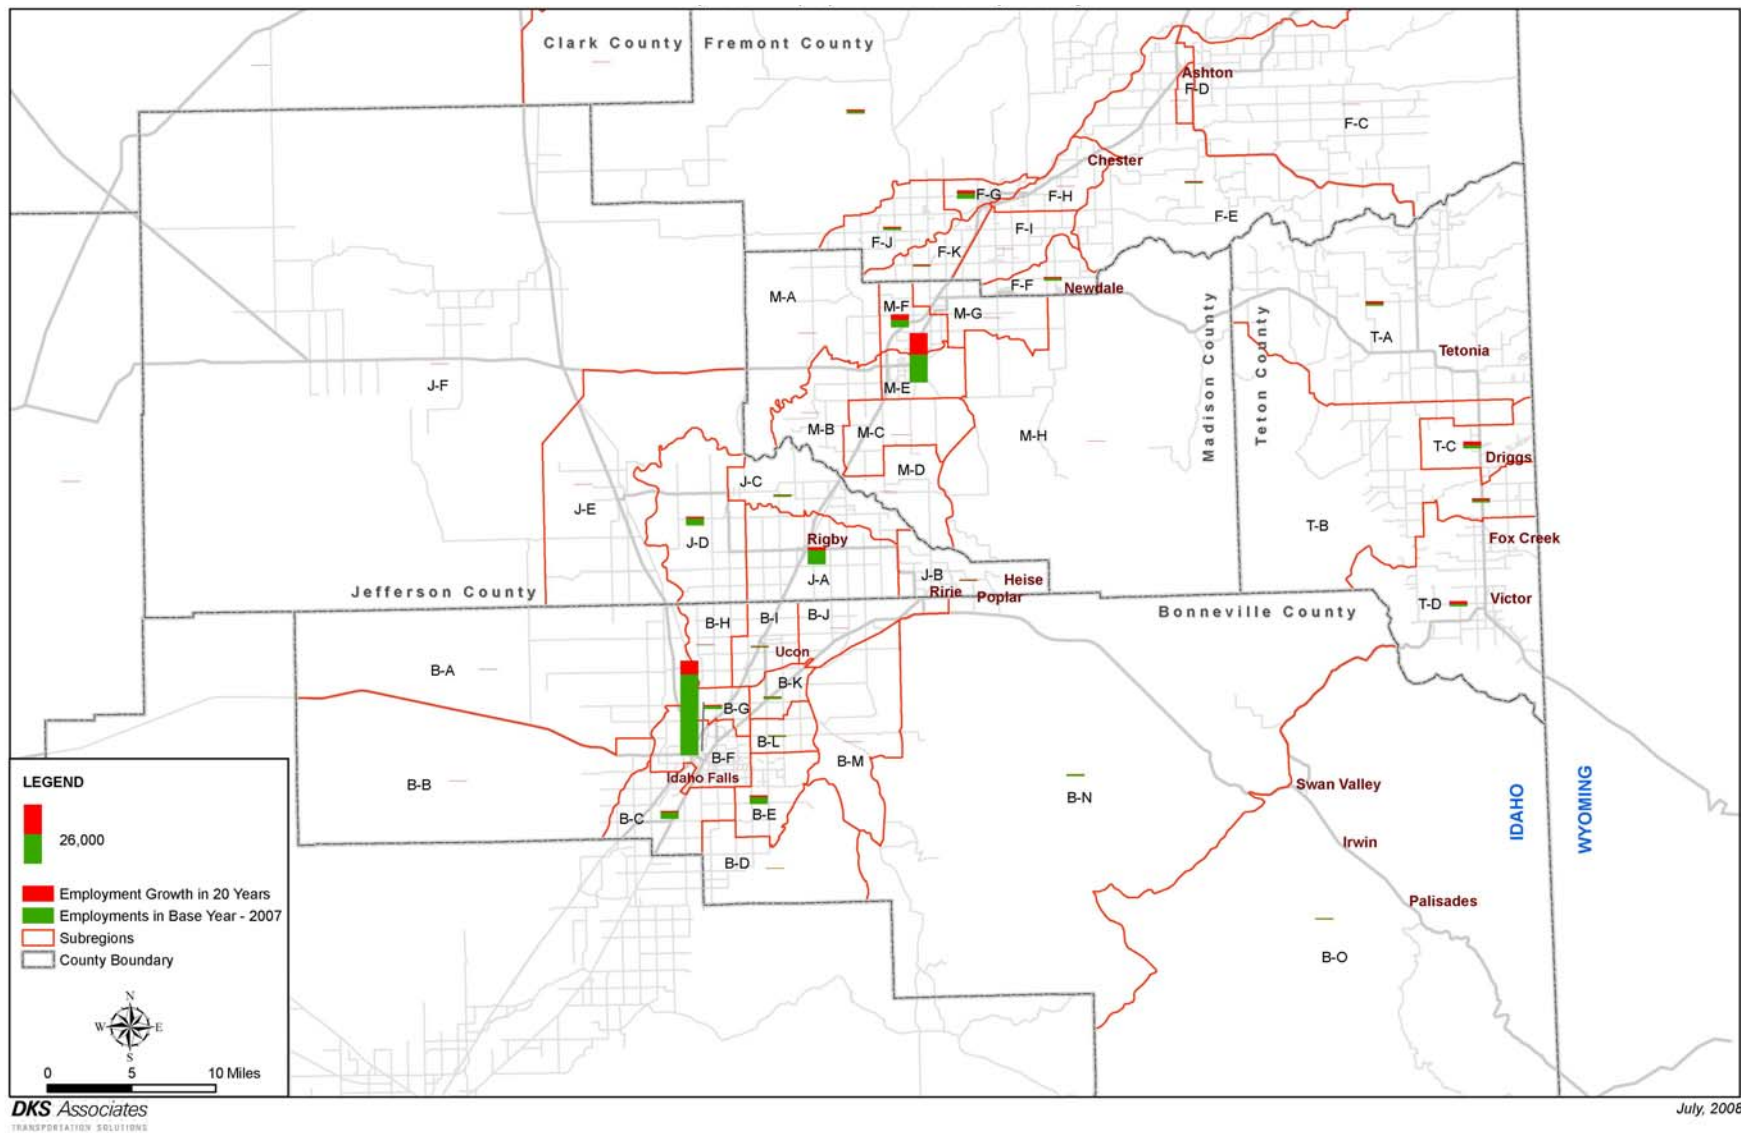 Clark County
Fremont County
Ashton
F-D
F-C
Chester
F-G
F-H
F-E
F-I
F-J
F-K
F-F
Newdale
M-A
M-F
M-G
Madison County
Teton County
T-A
Tetonia
J-F
M-E
M-B
M-C
M-H
M-D
T-C
Driggs
J-C
J-E
T-B
J-D
Rigby
Fox Creek
J-A
J-B
Heise
Jefferson County
Ririe
Poplar
Bonneville County
T-D
Victor
B-H
B-I
B-J
Ucon
B-A
B-K
B-G
B-L
B-F
B-M
Idaho Falls
B-B
B-N
Swan Valley
IDAHO
WYOMING
B-C
B-E
Irwin
B-D
Palisades
B-O
LEGEND
26,000
Employment Growth in 20 Years
Employments in Base Year - 2007
Subregions
County Boundary
N
W E
S
0 5 10 Miles
DKS Associates
TRANSPORTATION SOLUTIONS
July, 2008